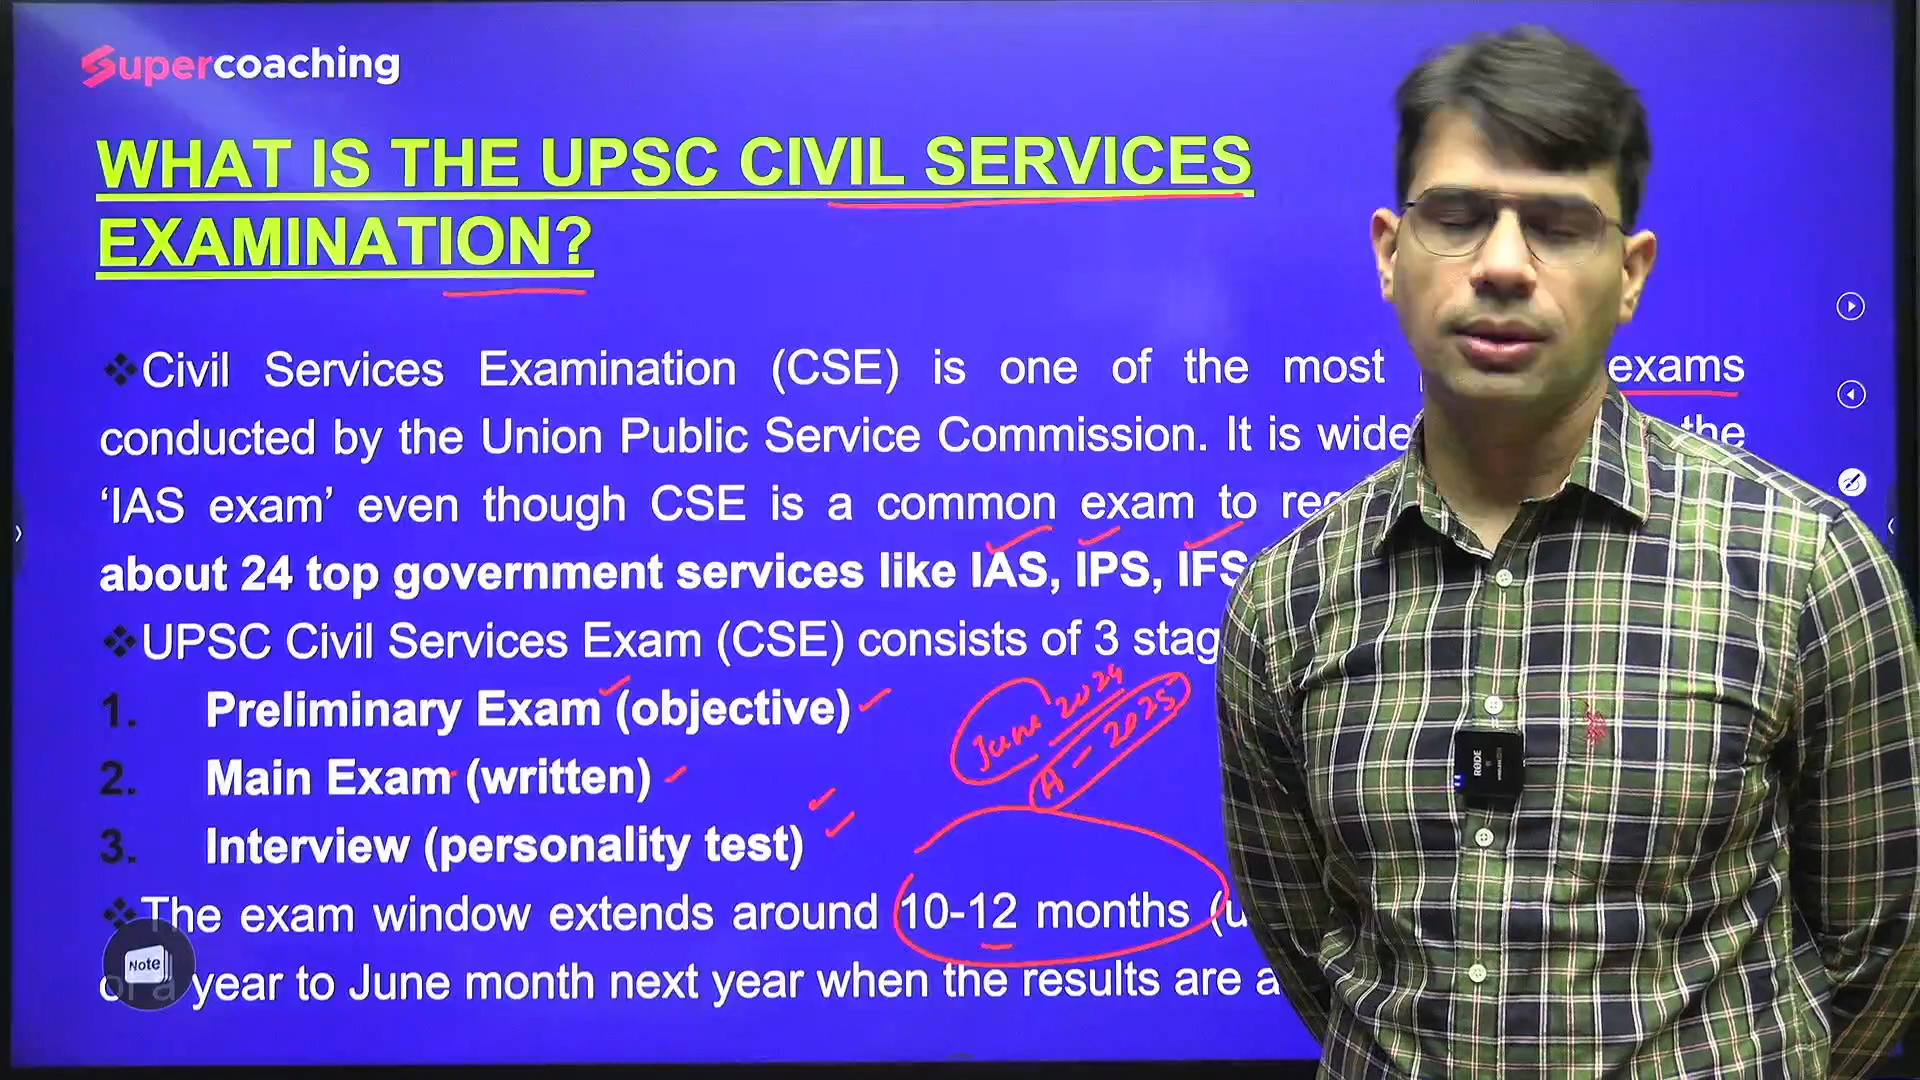 Supercoaching
WHAT IS THE UPSC CIVIL SERVICES
EXAMINATION?
❖Civil Services Examination (CSE) is one of the most exams
conducted by the Union Public Service Commission. It is the
‘IAS exam’ even though CSE is a common exam to
about 24 top government services like IAS, IPS, IFS
❖UPSC Civil Services Exam (CSE) consists of 3
June 2024
A - 2025
1. Preliminary Exam (objective)
2. Main Exam (written)
3. Interview (personality test)
❖The exam window extends around 10-12 months
Note
year to June month next year when the results are
RODE